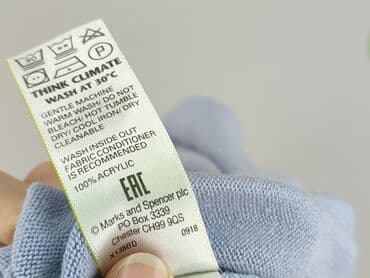 40
P
THINK CLIMATE
WASH AT 30°C
GENTLE MACHINE
WARM WASH/DO NOT
BLEACH/HOT TUMBLE
DRY/COOL IRON/DRY
CLEANABLE
WASH INSIDE OUT
FABRIC CONDITIONER
IS RECOMMENDED
100% ACRYLIC
EAC
© Marks and Spencer plc
PO Box 3339
Chester CH99 9QS
X138BD 0918